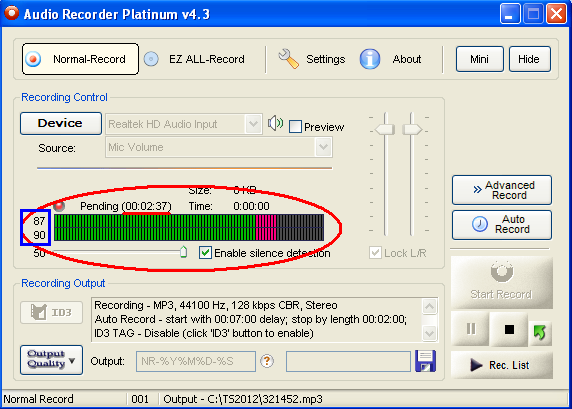 Audio Recorder Platinum v4.3
Normal-Record
EZ ALL-Record
Settings
About
Mini
Hide
Recording Control
Device
Realtek HD Audio Input
Preview
Source:
Mic Volume
Size: 0 KB
Pending (00:02:37)
Time: 0:00:00
87
90
50
Enable silence detection
Lock L/R
Advanced Record
Auto Record
Start Record
Rec. List
Recording Output
ID3
Recording - MP3, 44100 Hz, 128 kbps CBR, Stereo
Auto Record - start with 00:07:00 delay; stop by length 00:02:00;
ID3 TAG - Disable (click 'ID3' button to enable)
Output Quality
Output:
NR-%Y%M%D-%S
?
Normal Record
001
Output - C:\TS2012\321452.mp3